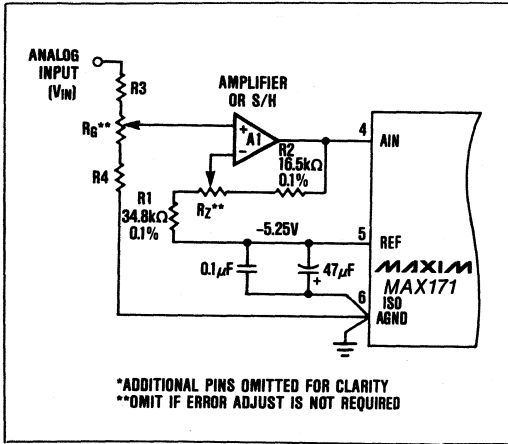 ANALOG
INPUT
(VIN)
R3
RG**
R4
AMPLIFIER
OR S/H
+
A1
−
R2
16.5kΩ
0.1%
R1
34.8kΩ
0.1%
RZ**
−5.25V
0.1μF
47μF
+
4
AIN
5
REF
MAXIM
MAX171
6
ISO
AGND
*ADDITIONAL PINS OMITTED FOR CLARITY
**OMIT IF ERROR ADJUST IS NOT REQUIRED